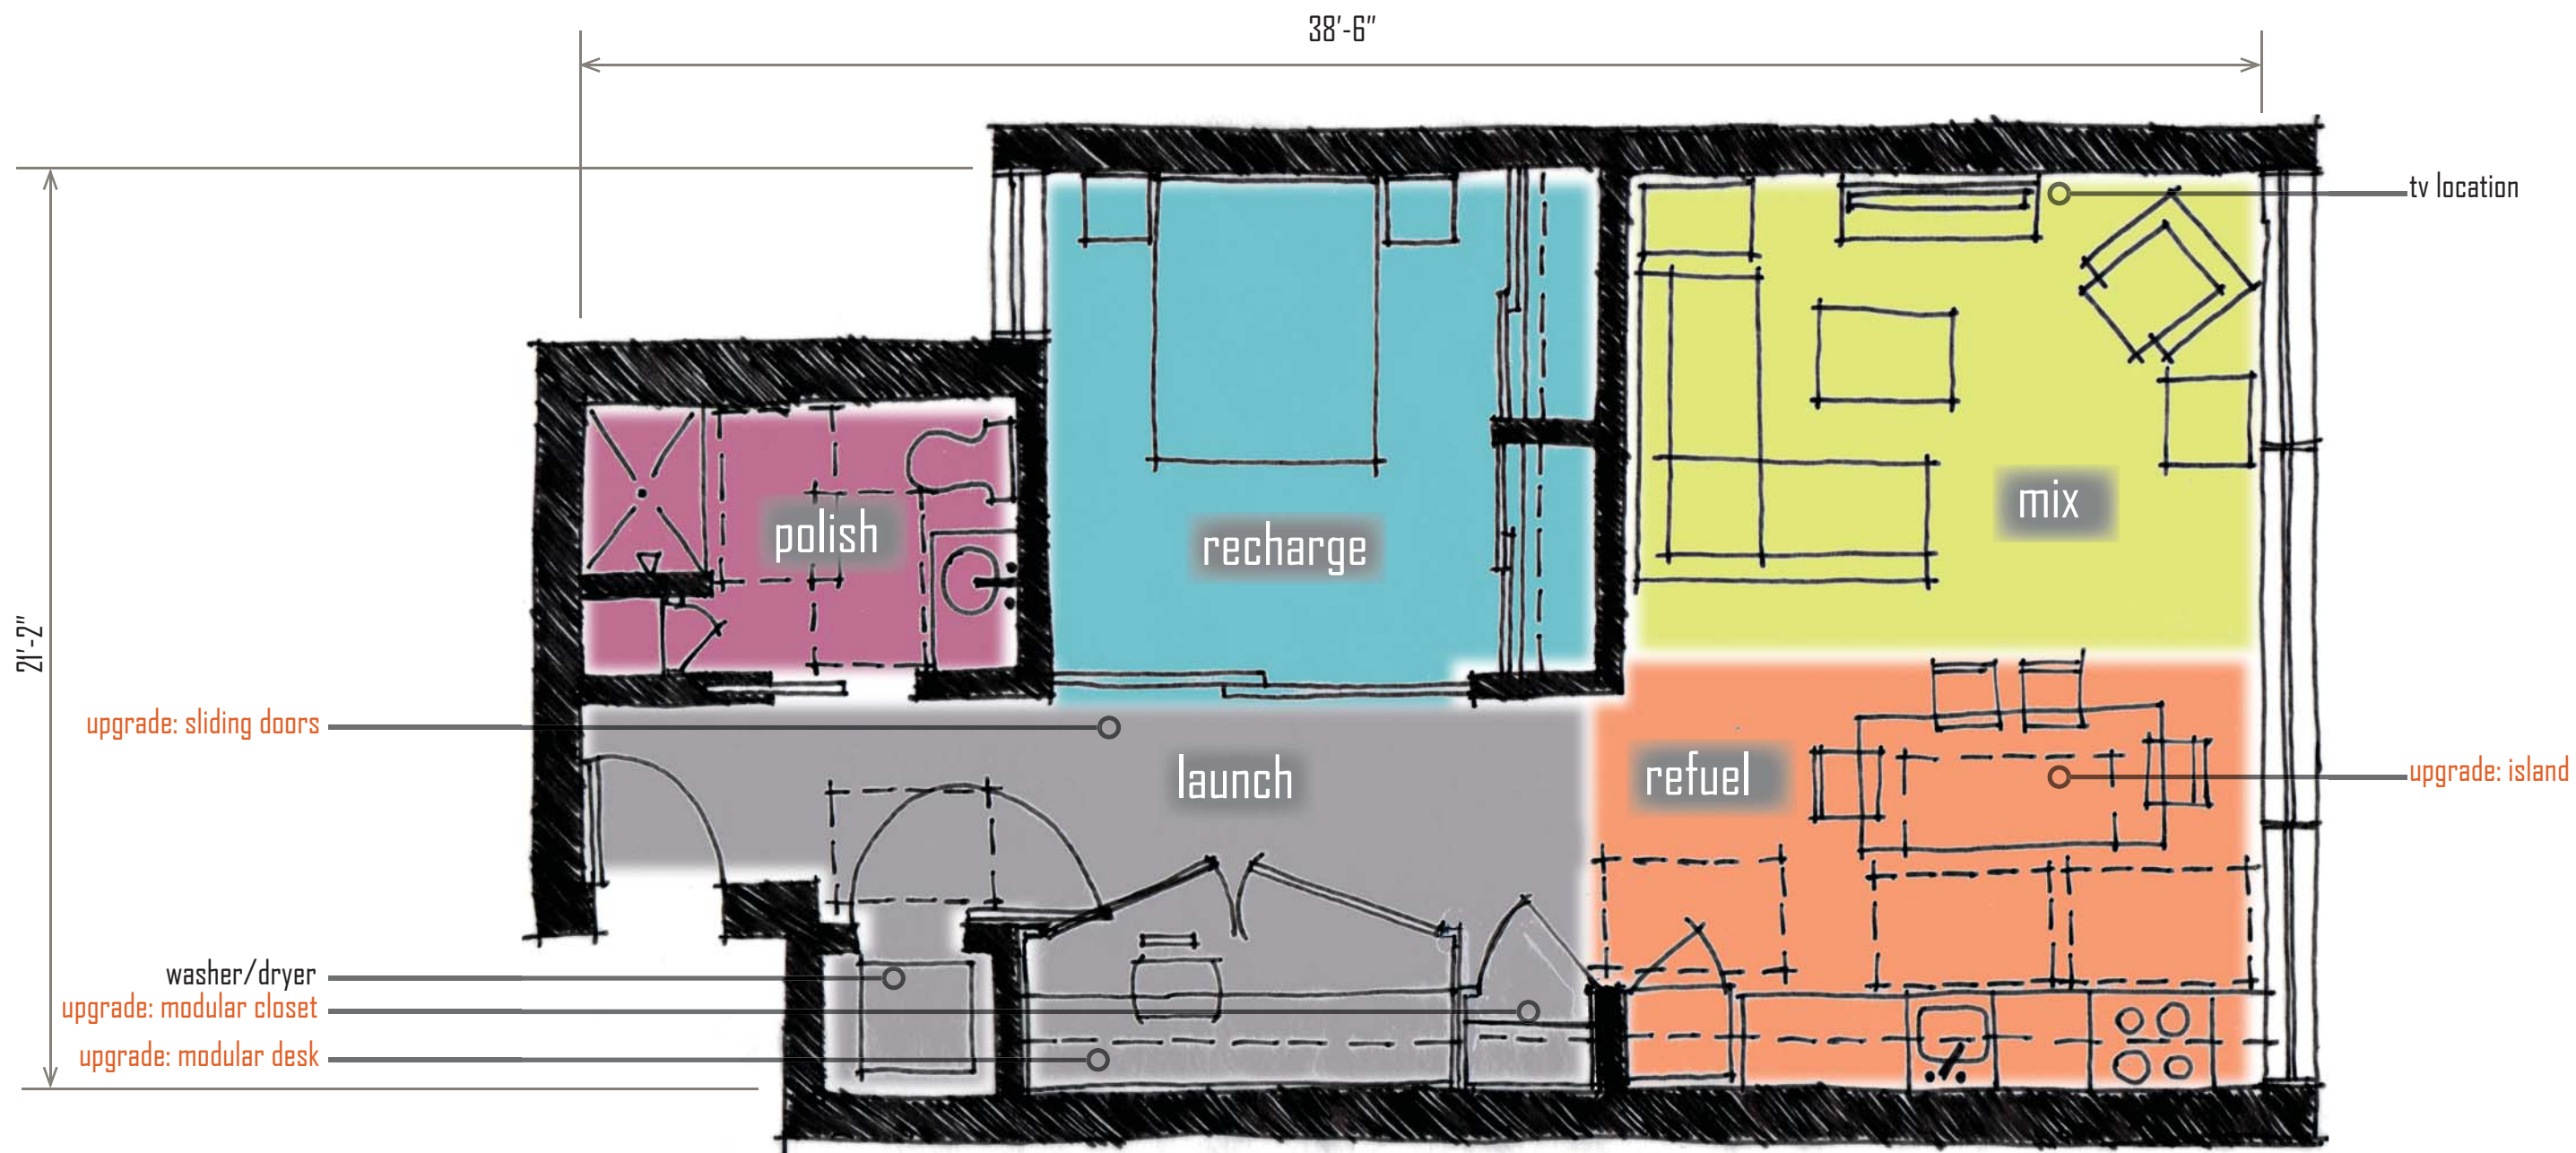 38'-6"
tv location
mix
polish
recharge
21'-2"
upgrade: sliding doors
launch
refuel
upgrade: island
washer/dryer
upgrade: modular closet
upgrade: modular desk